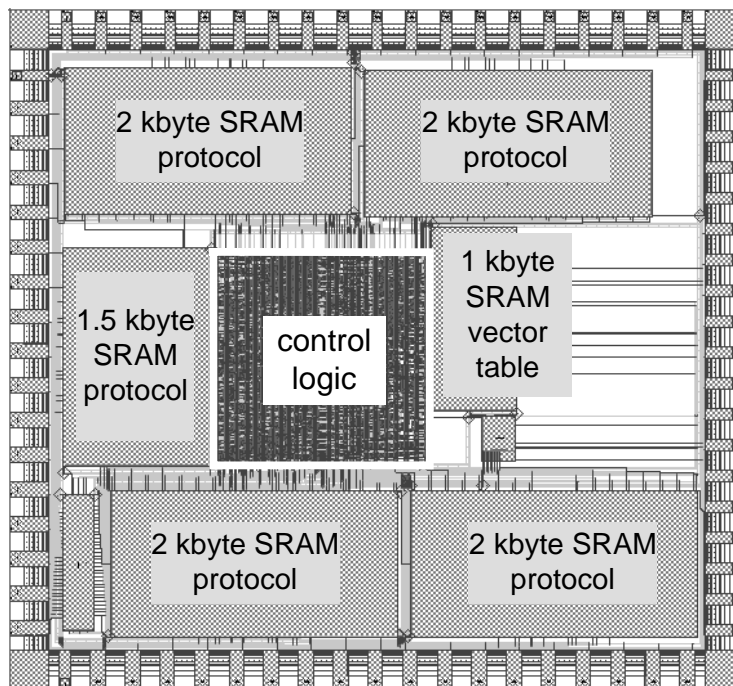 2 kbyte SRAM
protocol
2 kbyte SRAM
protocol
1.5 kbyte
SRAM
protocol
control
logic
1 kbyte
SRAM
vector
table
2 kbyte SRAM
protocol
2 kbyte SRAM
protocol